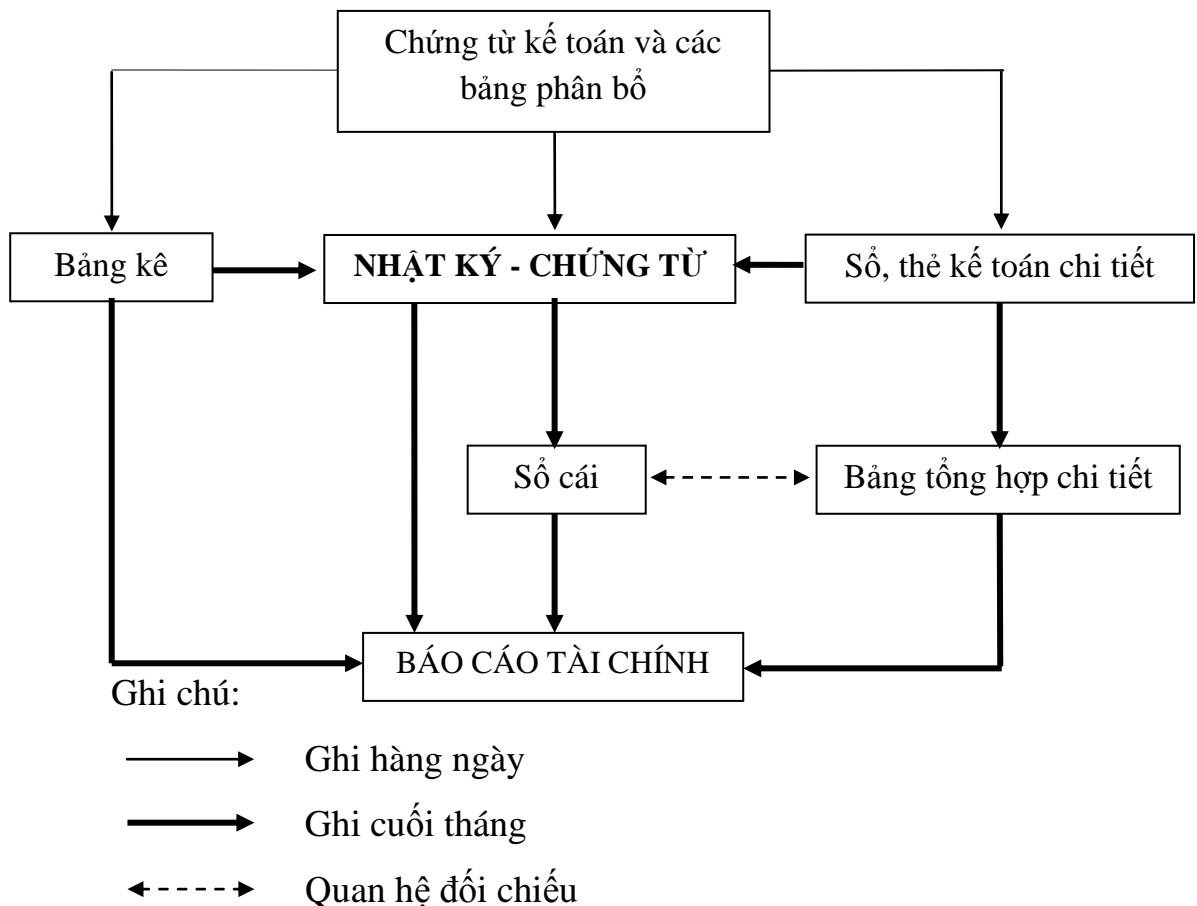 Chứng từ kế toán và các
bảng phân bổ
Bảng kê
NHẬT KÝ - CHỨNG TỪ
Sổ, thẻ kế toán chi tiết
Sổ cái
Bảng tổng hợp chi tiết
BÁO CÁO TÀI CHÍNH
Ghi chú:
Ghi hàng ngày
Ghi cuối tháng
Quan hệ đối chiếu